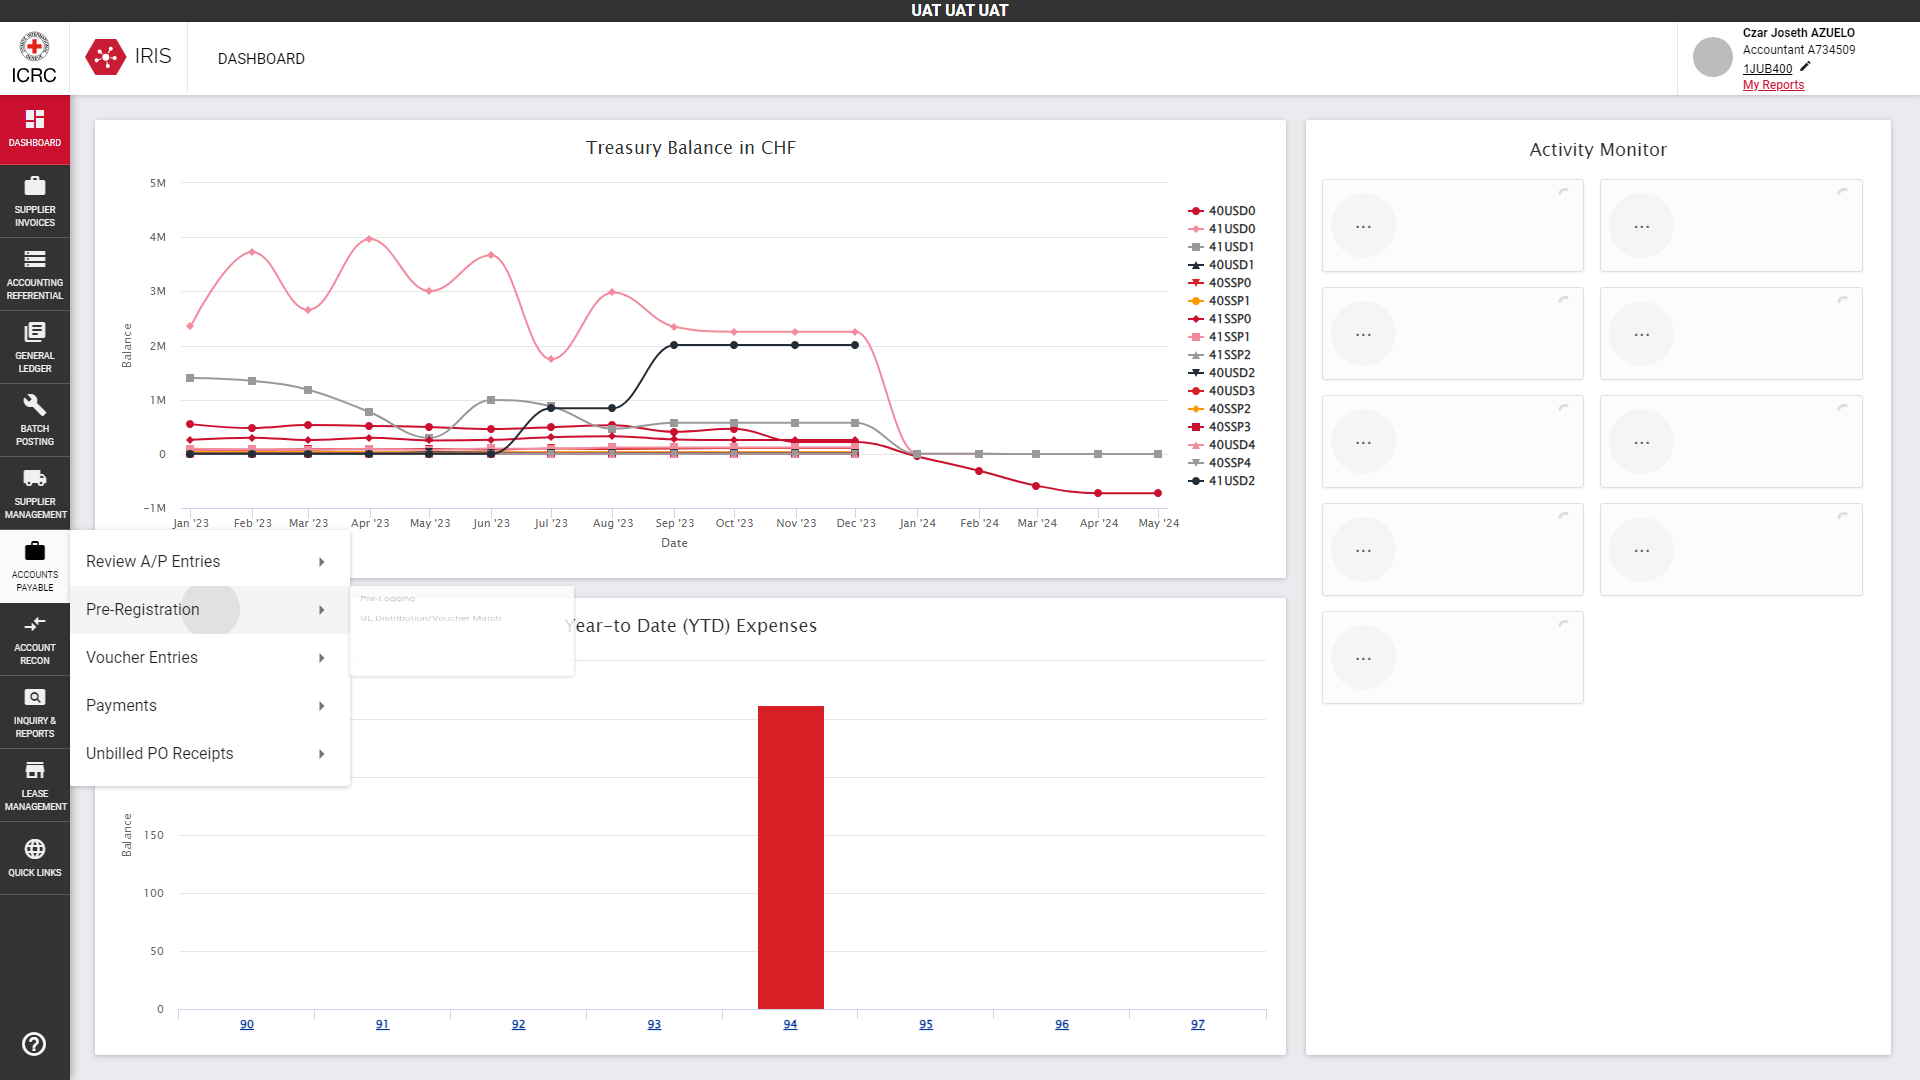 UAT UAT UAT
ICRC
IRIS
DASHBOARD
Czar Joseth AZUELO
Accountant A734509
1JUB400
My Reports
DASHBOARD
SUPPLIER
INVOICES
ACCOUNTING
REFERENTIAL
GENERAL
LEDGER
BATCH
POSTING
SUPPLIER
MANAGEMENT
ACCOUNTS
PAYABLE
ACCOUNT
RECON
INQUIRY &
REPORTS
LEASE
MANAGEMENT
QUICK LINKS
Review A/P Entries
Pre-Registration
Voucher Entries
Payments
Unbilled PO Receipts
Pre-Logging
GL Distribution/Voucher Match
Treasury Balance in CHF
Balance
5M
4M
3M
2M
1M
0
-1M
Jan '23 Feb '23 Mar '23 Apr '23 May '23 Jun '23 Jul '23 Aug '23 Sep '23 Oct '23 Nov '23 Dec '23 Jan '24 Feb '24 Mar '24 Apr '24 May '24
Date
40USD0
41USD0
41USD1
40USD1
40SSP0
40SSP1
41SSP0
41SSP1
41SSP2
40USD2
40USD3
40SSP2
40SSP3
40USD4
40SSP4
41USD2
Year-to Date (YTD) Expenses
Balance
150
100
50
0
90 91 92 93 94 95 96 97
Activity Monitor
... ...
... ...
... ...
... ...
...